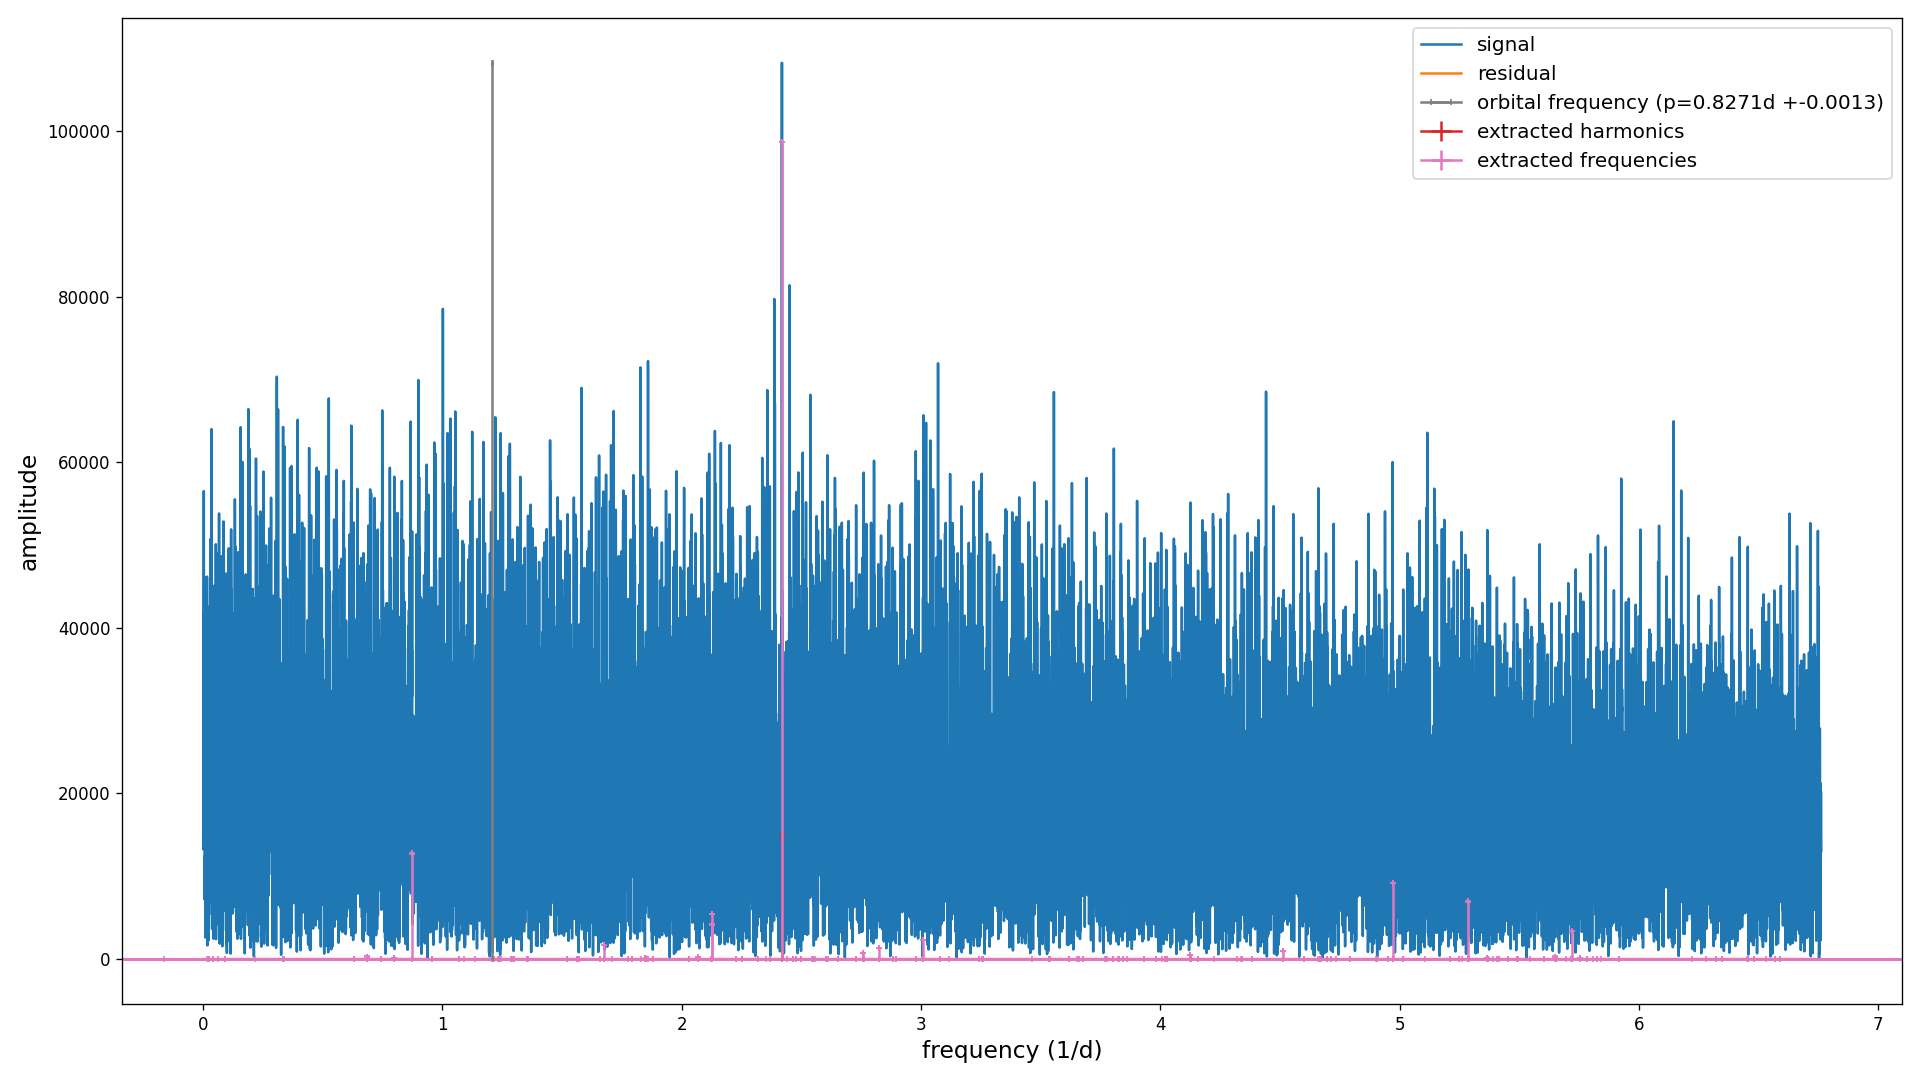 signal
residual
orbital frequency (p=0.8271d +-0.0013)
extracted harmonics
extracted frequencies
amplitude
100000
80000
60000
40000
20000
0
0 1 2 3 4 5 6 7
frequency (1/d)